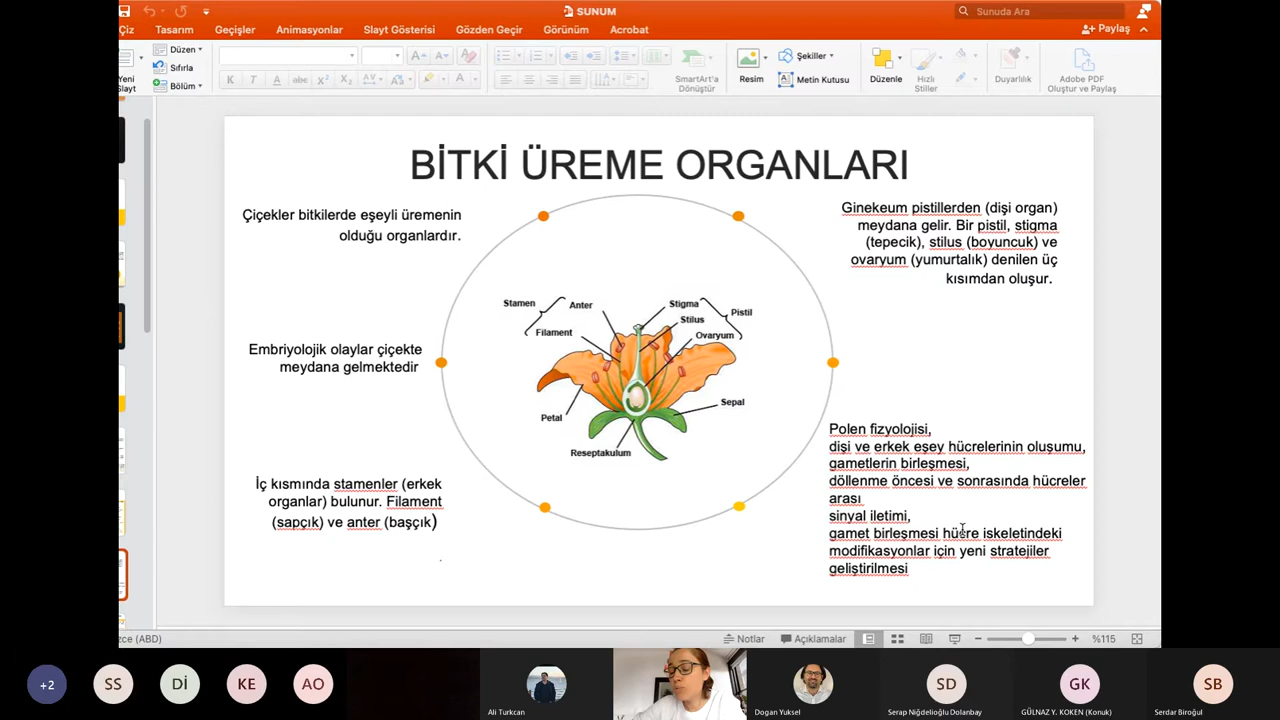 SUNUM
Sunuda Ara
Çiz
Tasarım
Geçişler
Animasyonlar
Slayt Gösterisi
Gözden Geçir
Görünüm
Acrobat
Paylaş
Yeni
Slayt
Düzen
Sıfırla
Bölüm
K T A abc X² X₂ AV Aa A
SmartArt'a
Dönüştür
Resim
Şekiller
Metin Kutusu
Düzenle
Hızlı
Stiller
Duyarlılık
Adobe PDF
Oluştur ve Paylaş
BİTKİ ÜREME ORGANLARI
Çiçekler bitkilerde eşeyli üremenin
olduğu organlardır.
Embriyolojik olaylar çiçekte
meydana gelmektedir
İç kısmında stamenler (erkek
organlar) bulunur. Filament
(sapçık) ve anter (başçık)
Stamen
Anter
Filament
Stigma
Stilus
Pistil
Ovaryum
Petal
Sepal
Reseptakulum
Ginekeum pistillerden (dişi organ)
meydana gelir. Bir pistil, stigma
(tepecik), stilus (boyuncuk) ve
ovaryum (yumurtalık) denilen üç
kısımdan oluşur.
Polen fizyolojisi,
dişi ve erkek eşey hücrelerinin oluşumu,
gametlerin birleşmesi,
döllenme öncesi ve sonrasında hücreler
arası
sinyal iletimi,
gamet birleşmesi hücre iskeletindeki
modifikasyonlar için yeni stratejiler
geliştirilmesi
zce (ABD)
Notlar
Açıklamalar
%115
+2
SS
Dİ
KE
AO
Ali Turkcan
Dogan Yuksel
SD
Serap Niğdelioğlu Dolanbay
GK
GÜLNAZ Y. KOKEN (Konuk)
SB
Serdar Biroğul